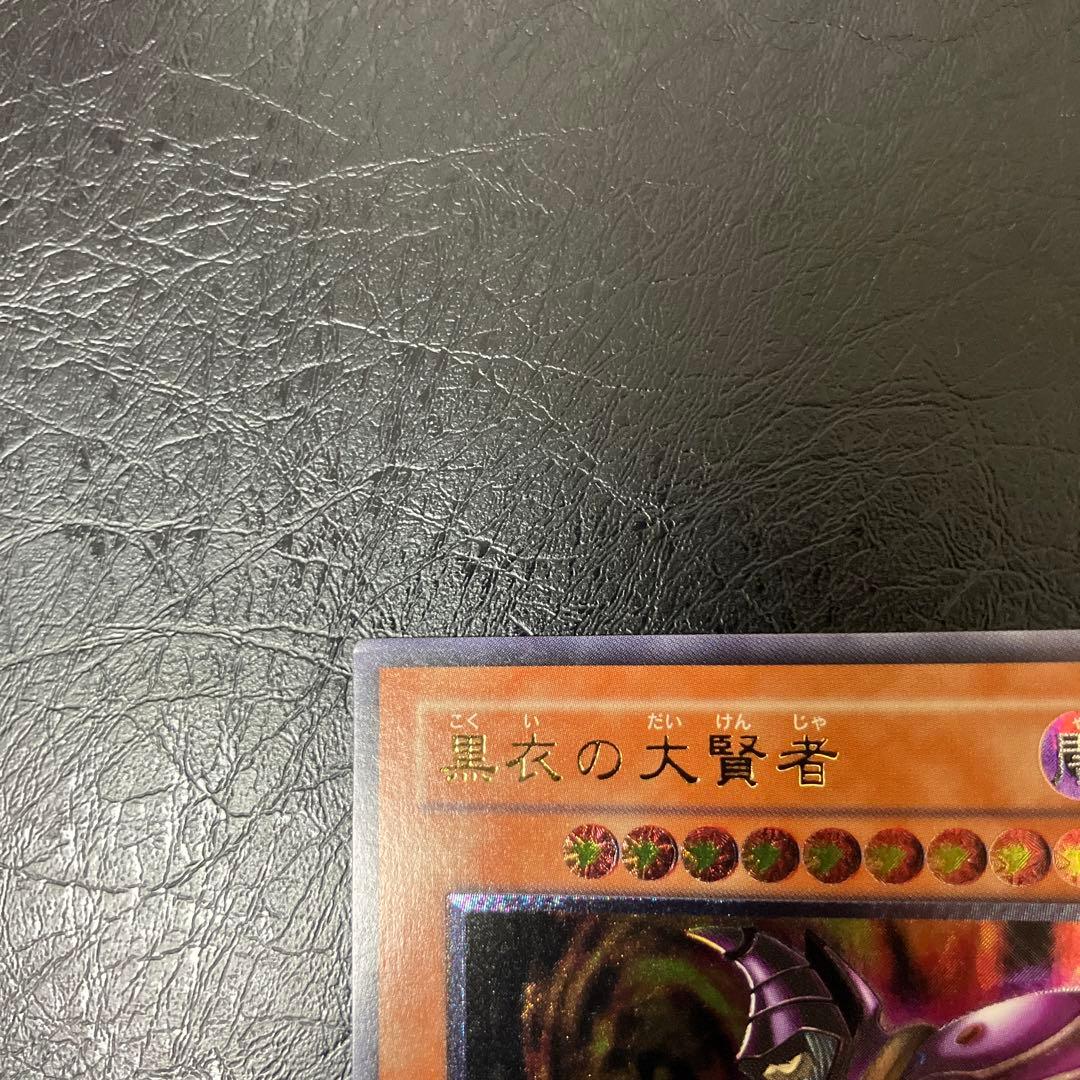 こく い だい けん じゃ
黒衣の大賢者